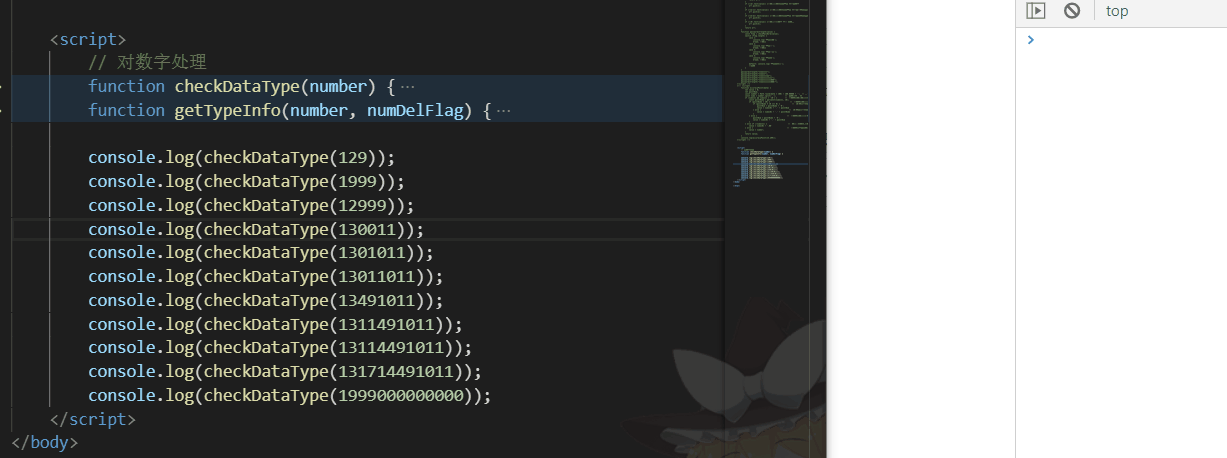 <script>
// 对数字处理
function checkDataType(number) {···
function getTypeInfo(number, numDelFlag) {···
console.log(checkDataType(129));
console.log(checkDataType(1999));
console.log(checkDataType(12999));
console.log(checkDataType(130011));
console.log(checkDataType(1301011));
console.log(checkDataType(13011011));
console.log(checkDataType(13491011));
console.log(checkDataType(1311491011));
console.log(checkDataType(13114491011));
console.log(checkDataType(131714491011));
console.log(checkDataType(1999000000000));
</script>
</body>
top
>